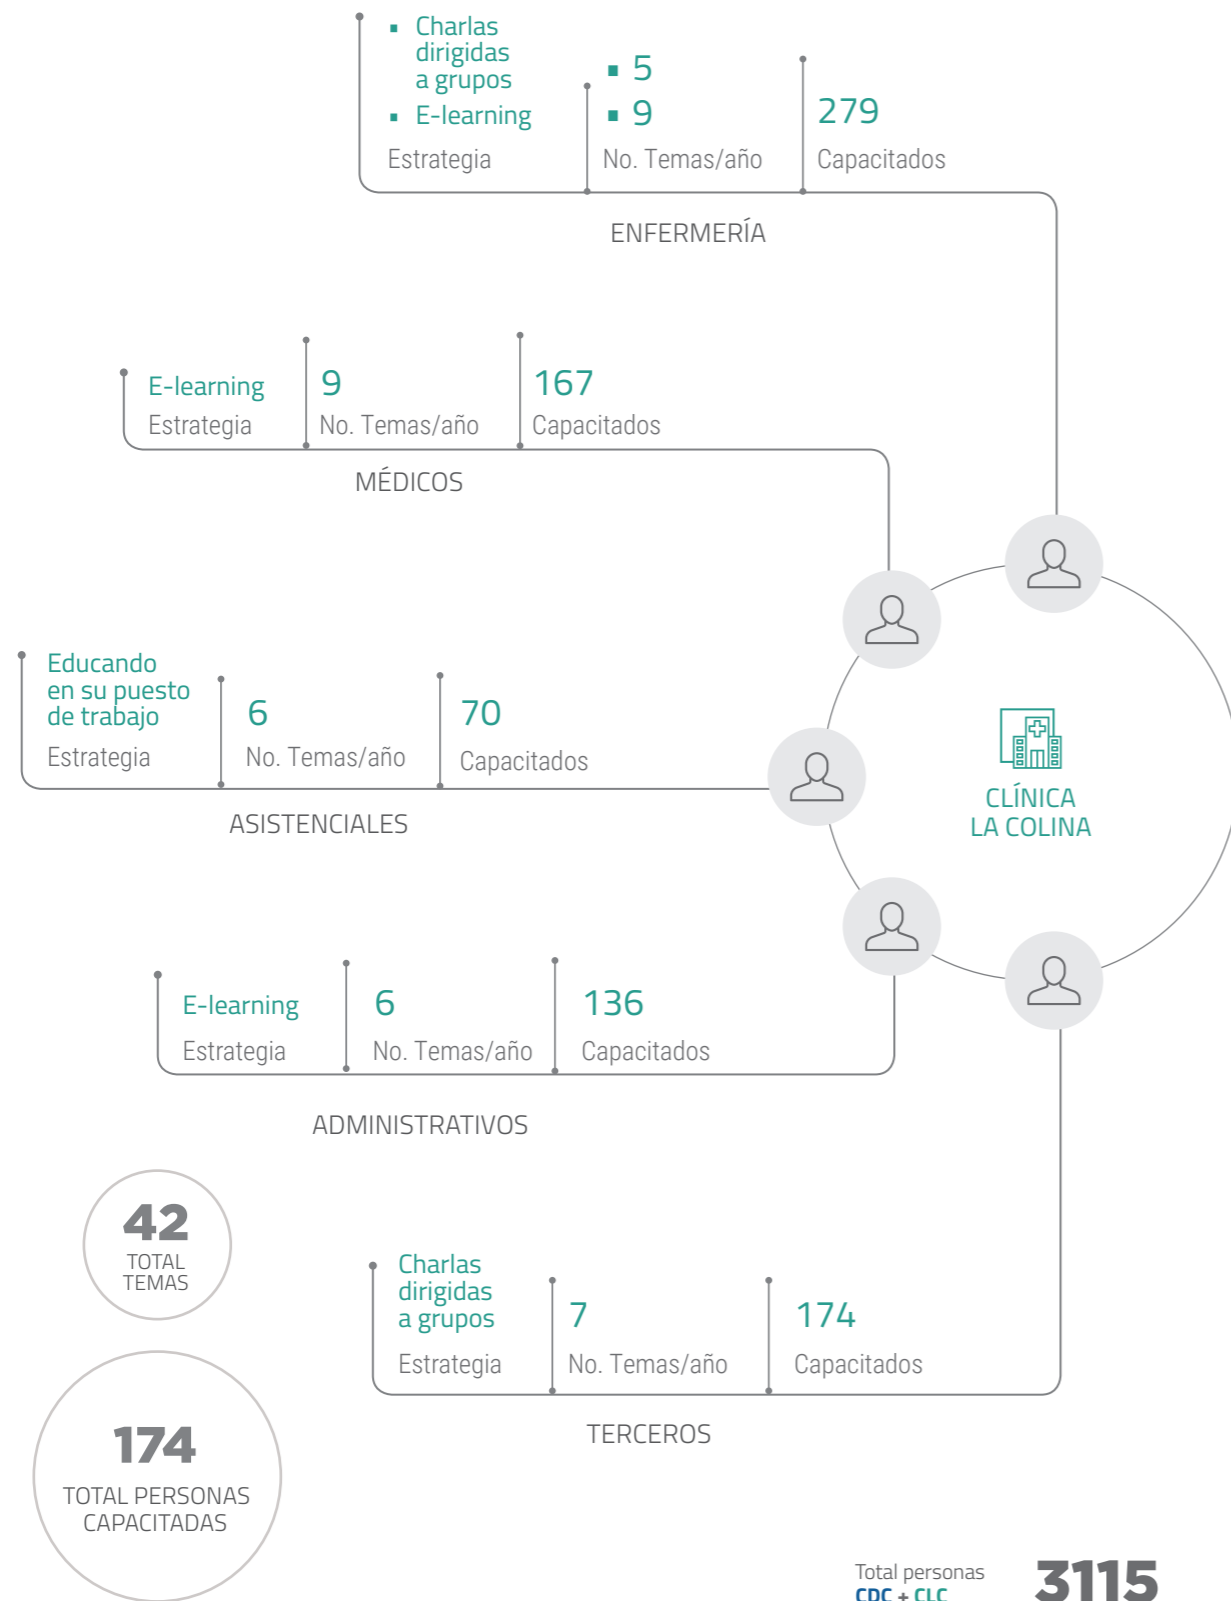 ▪ Charlas
dirigidas
a grupos
▪ E-learning
Estrategia
▪ 5
▪ 9
No. Temas/año
279
Capacitados
ENFERMERÍA
E-learning
Estrategia
9
No. Temas/año
167
Capacitados
MÉDICOS
Educando
en su puesto
de trabajo
Estrategia
6
No. Temas/año
70
Capacitados
ASISTENCIALES
CLÍNICA
LA COLINA
E-learning
Estrategia
6
No. Temas/año
136
Capacitados
ADMINISTRATIVOS
42
TOTAL
TEMAS
Charlas
dirigidas
a grupos
Estrategia
7
No. Temas/año
174
Capacitados
TERCEROS
174
TOTAL PERSONAS
CAPACITADAS
Total personas
CDC + CLC
3115